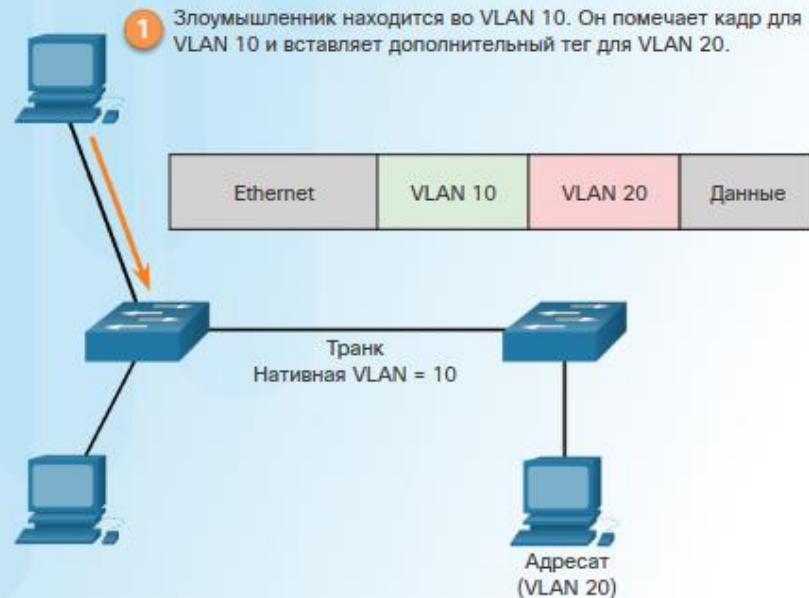 1
Злоумышленник находится во VLAN 10. Он помечает кадр для
VLAN 10 и вставляет дополнительный тег для VLAN 20.
Ethernet
VLAN 10
VLAN 20
Данные
Транк
Нативная VLAN = 10
Адресат
(VLAN 20)